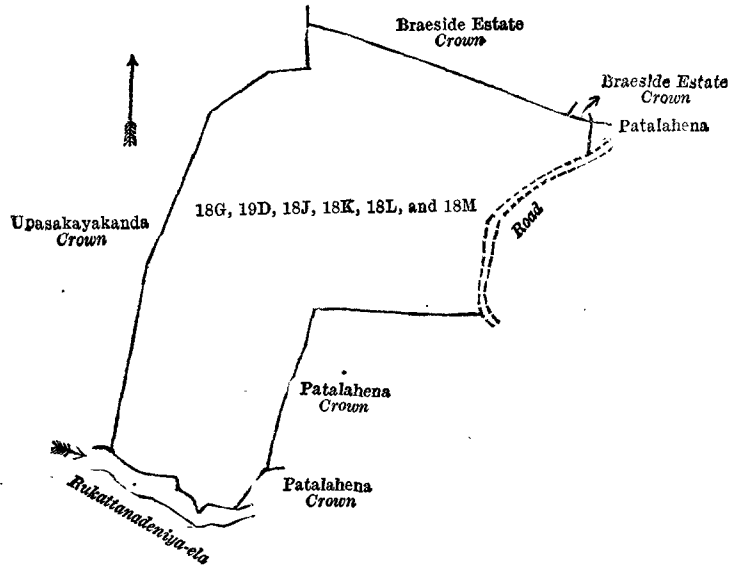 Braeside Estate
Crown
Braeside Estate
Crown
Patalahena
18G, 19D, 18J, 18K, 18L, and 18M
Upasakayakanda
Crown
Road
Patalahena
Crown
Patalahena
Crown
Rukattanadeniya-ela